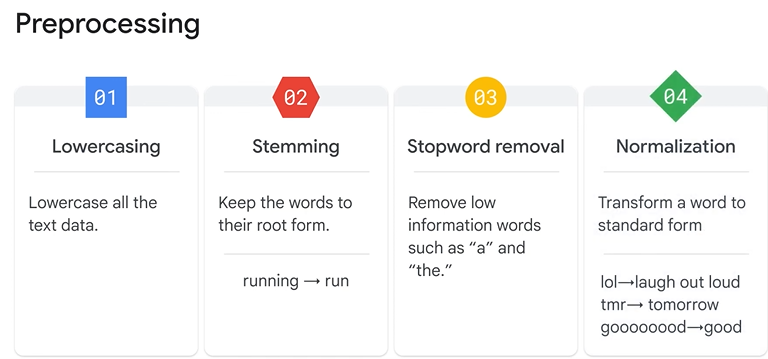 Preprocessing
01
Lowercasing
Lowercase all the
text data.
02
Stemming
Keep the words to
their root form.
running → run
03
Stopword removal
Remove low
information words
such as “a” and
“the.”
04
Normalization
Transform a word to
standard form
lol→laugh out loud
tmr→ tomorrow
goooooood→good